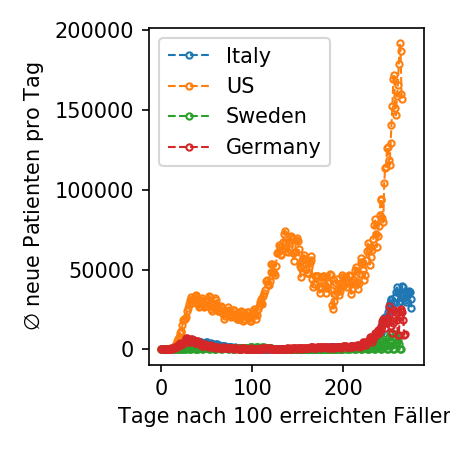 200000
150000
100000
50000
0
∅ neue Patienten pro Tag
Italy
US
Sweden
Germany
0 100 200
Tage nach 100 erreichten Fäller